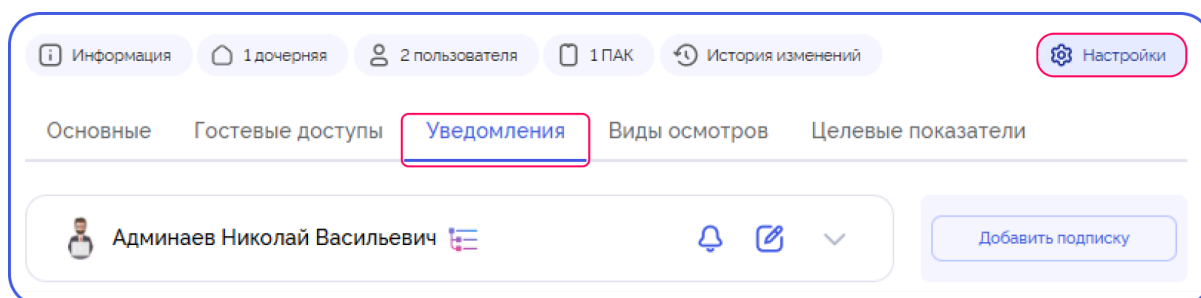 Информация 1 дочерняя 2 пользователя 1 ПАК История изменений Настройки
Основные Гостевые доступы Уведомления Виды осмотров Целевые показатели
Админаев Николай Васильевич Добавить подписку